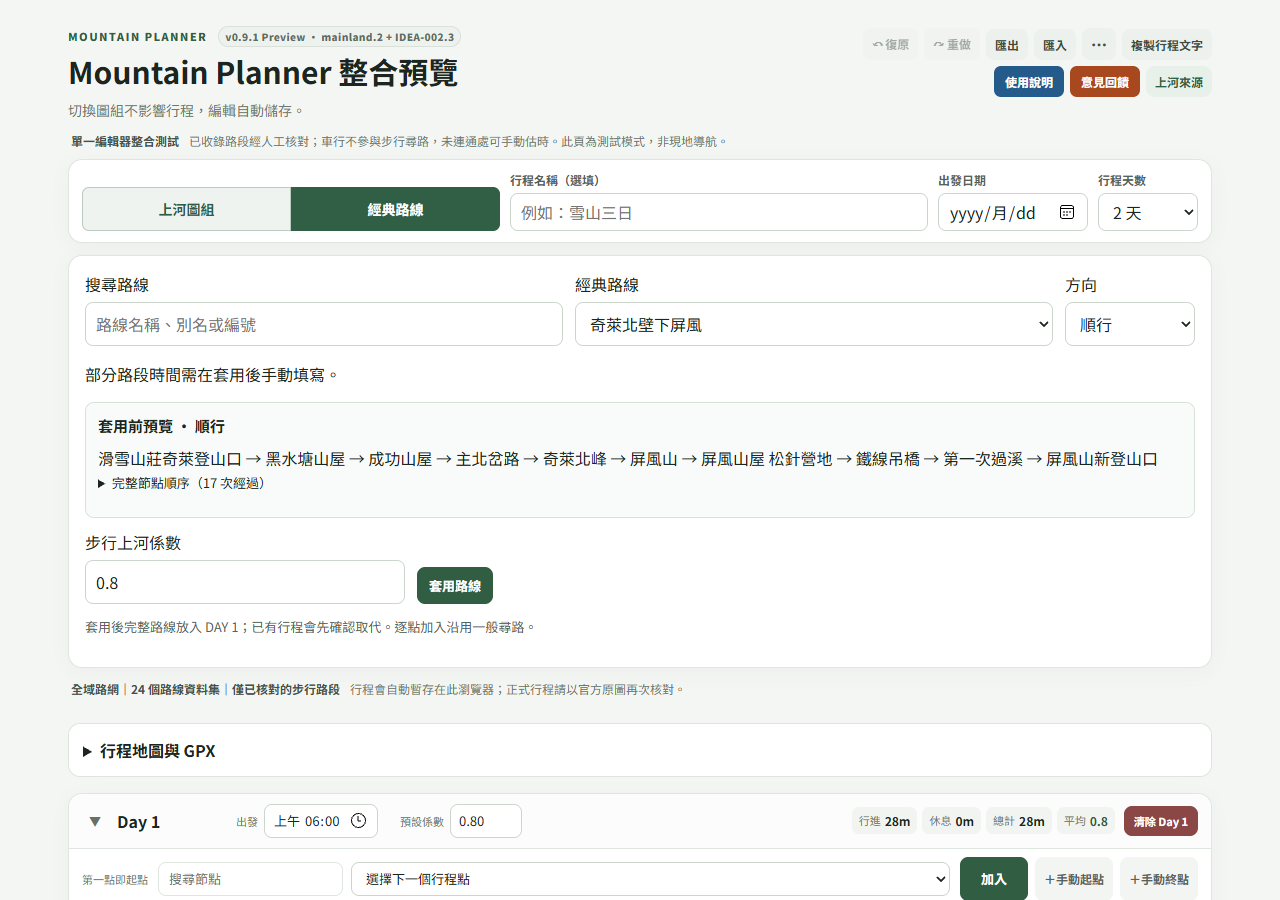 MOUNTAIN PLANNER v0.9.1 Preview · mainland.2 + IDEA-002.3
↶復原 ↷重做 匯出 匯入 ··· 複製行程文字
Mountain Planner 整合預覽
使用說明 意見回饋 上河來源
切換圖組不影響行程，編輯自動儲存。
單一編輯器整合測試 已收錄路段經人工核對；車行不參與步行尋路，未連通處可手動估時。此頁為測試模式，非現地導航。
行程名稱（選填） 出發日期 行程天數
上河圖組 經典路線 例如：雪山三日 yyyy/月/dd 2 天
搜尋路線 經典路線 方向
路線名稱、別名或編號 奇萊北壁下屏風 順行
部分路段時間需在套用後手動填寫。
套用前預覽 · 順行
滑雪山莊奇萊登山口 → 黑水塘山屋 → 成功山屋 → 主北岔路 → 奇萊北峰 → 屏風山 → 屏風山屋 松針營地 → 鐵線吊橋 → 第一次過溪 → 屏風山新登山口
▶ 完整節點順序（17 次經過）
步行上河係數
0.8 套用路線
套用後完整路線放入 DAY 1；已有行程會先確認取代。逐點加入沿用一般尋路。
全域路網｜24 個路線資料集｜僅已核對的步行路段 行程會自動暫存在此瀏覽器；正式行程請以官方原圖再次核對。
▶ 行程地圖與 GPX
▼ Day 1 出發 上午 06:00 預設係數 0.80 行進 28m 休息 0m 總計 28m 平均 0.8 清除 Day 1
第一點即起點 搜尋節點 選擇下一個行程點 加入 ＋手動起點 ＋手動終點